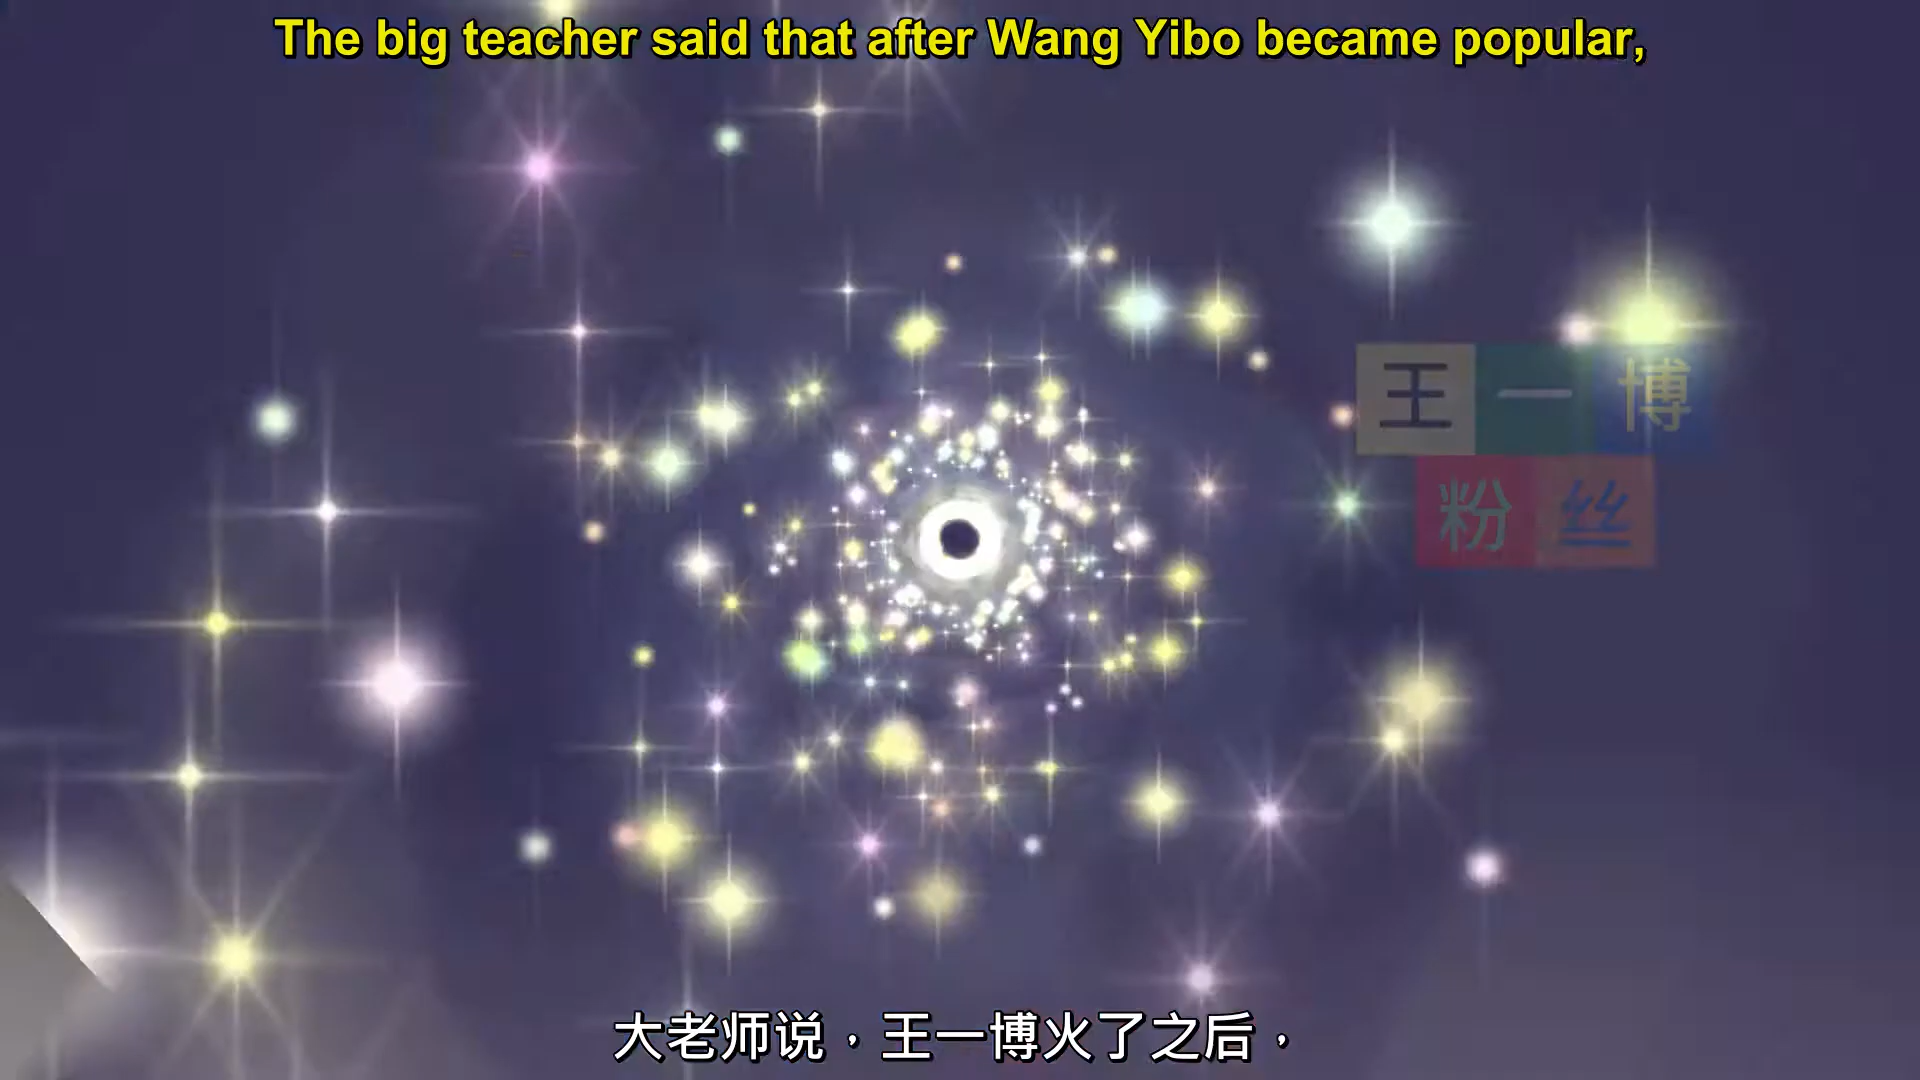 The big teacher said that after Wang Yibo became popular,
王一博
粉丝
大老师说，王一博火了之后，